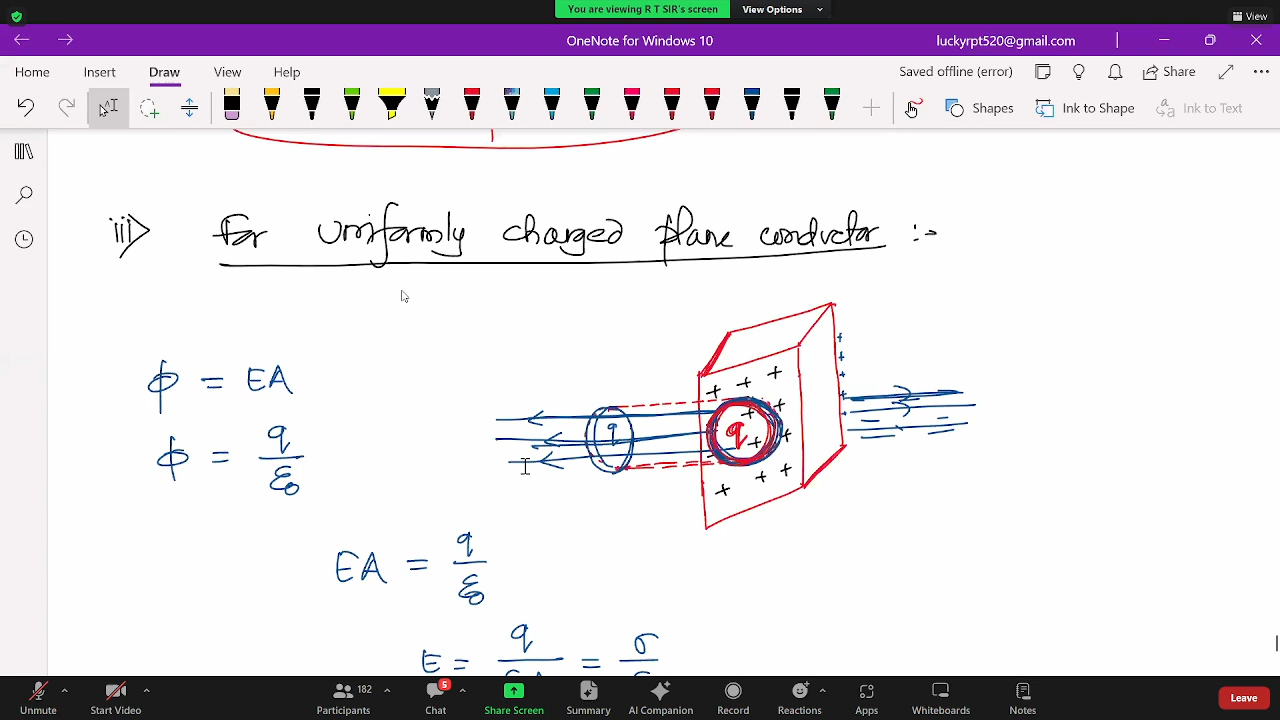 You are viewing R T SIR's screen View Options
View
OneNote for Windows 10 luckyrpt520@gmail.com
Home Insert Draw View Help Saved offline (error) Share
Shapes Ink to Shape Ink to Text
iii> For uniformly charged plane conductor :-
ϕ = EA
ϕ = q/ε₀
q q
+ + + + + + + + + +
+ + + + +
EA = q/ε₀
E = q = σ
Unmute Start Video Participants 182 Chat 5 Share Screen Summary AI Companion Record Reactions Apps Whiteboards Notes Leave